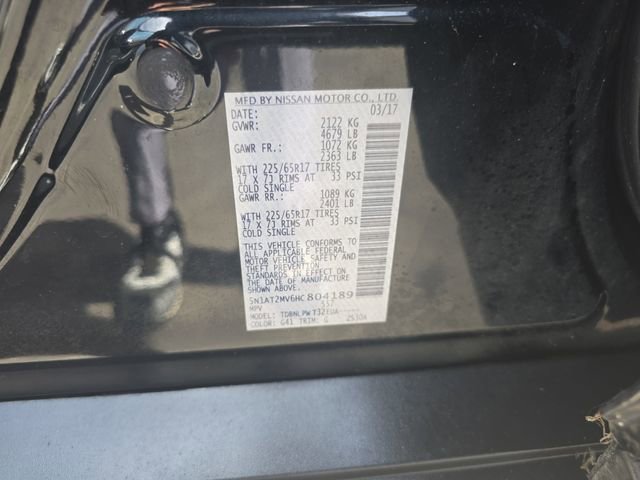 MFD BY NISSAN MOTOR CO., LTD.
DATE: 03/17
GVWR: 2122 KG
4679 LB
GAWR FR.: 1072 KG
2363 LB
WITH 225/65R17 TIRES
17 X 7J RIMS AT 33 PSI
COLD SINGLE
GAWR RR.: 1089 KG
2401 LB
WITH 225/65R17 TIRES
17 X 7J RIMS AT 33 PSI
COLD SINGLE
THIS VEHICLE CONFORMS TO
ALL APPLICABLE FEDERAL
MOTOR VEHICLE SAFETY AND
THEFT PREVENTION
STANDARDS IN EFFECT ON
THE DATE OF MANUFACTURE
SHOWN ABOVE.
5N1AT2MV6HC804189
MPV 557
MODEL:
COLOR: G41 TRIM: G 2530A